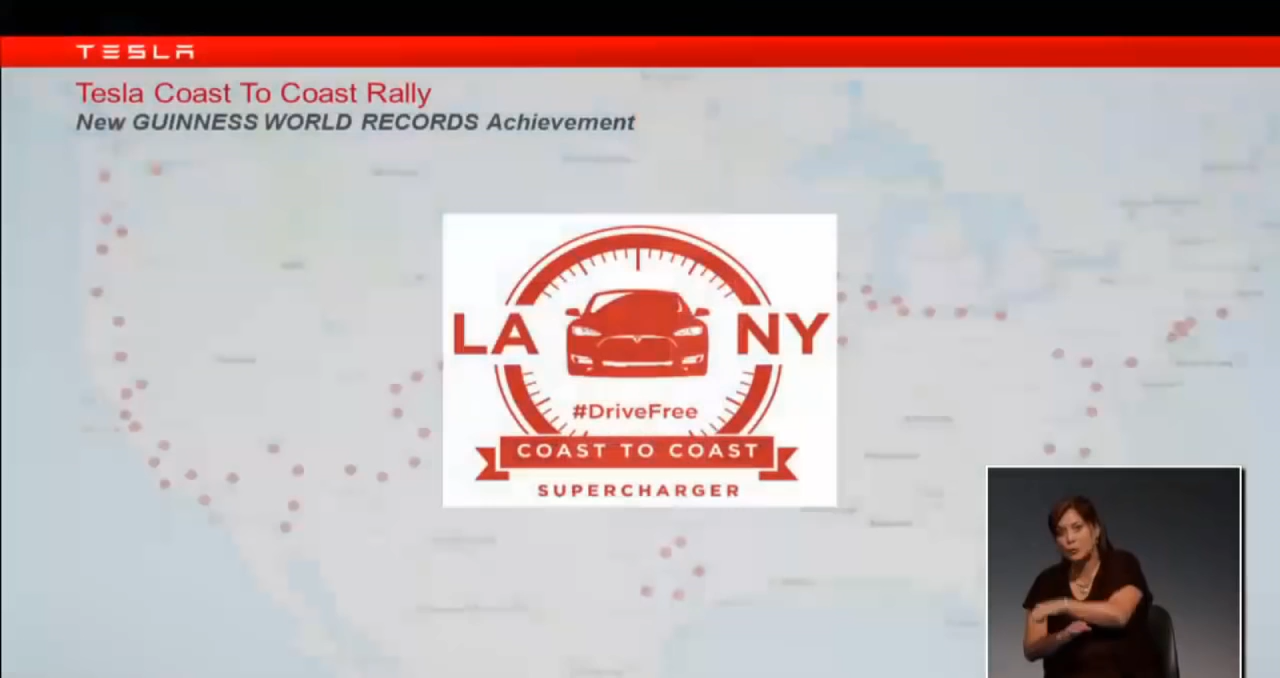 TESLA
Tesla Coast To Coast Rally
New GUINNESS WORLD RECORDS Achievement
LA NY
#DriveFree
COAST TO COAST
SUPERCHARGER